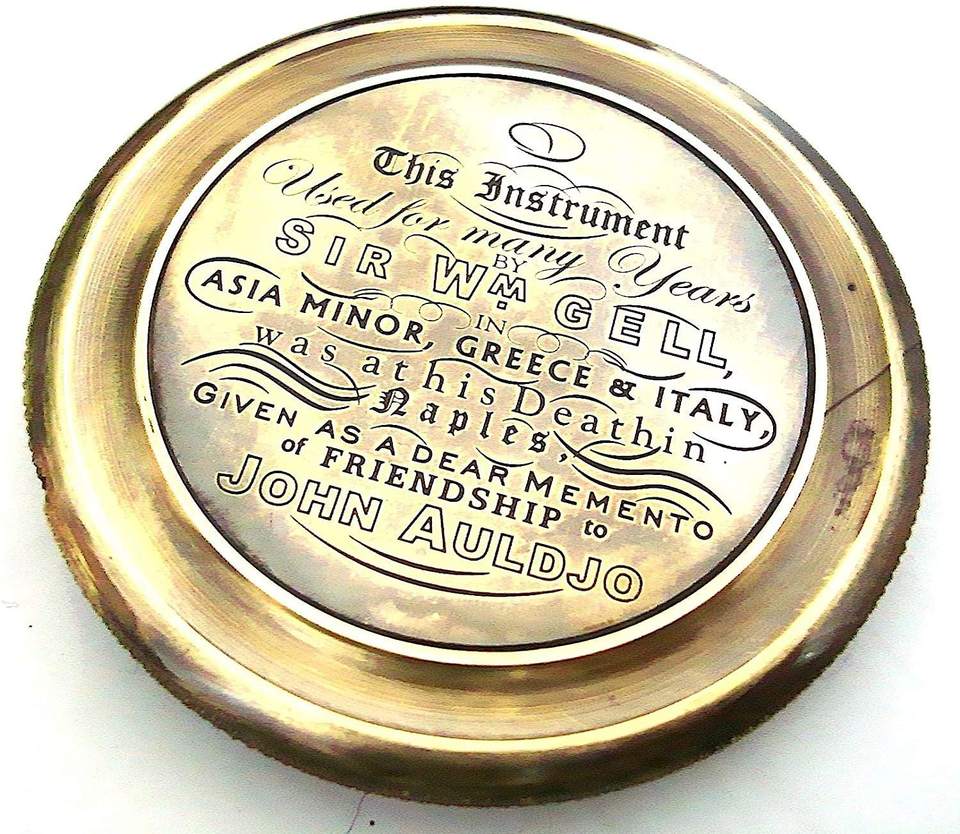 This Instrument
Used for many Years
BY
SIR Wᴹ GELL,
IN
ASIA MINOR, GREECE & ITALY,
was at his Death in
Naples,
GIVEN AS A DEAR MEMENTO
of FRIENDSHIP to
JOHN AULDJO